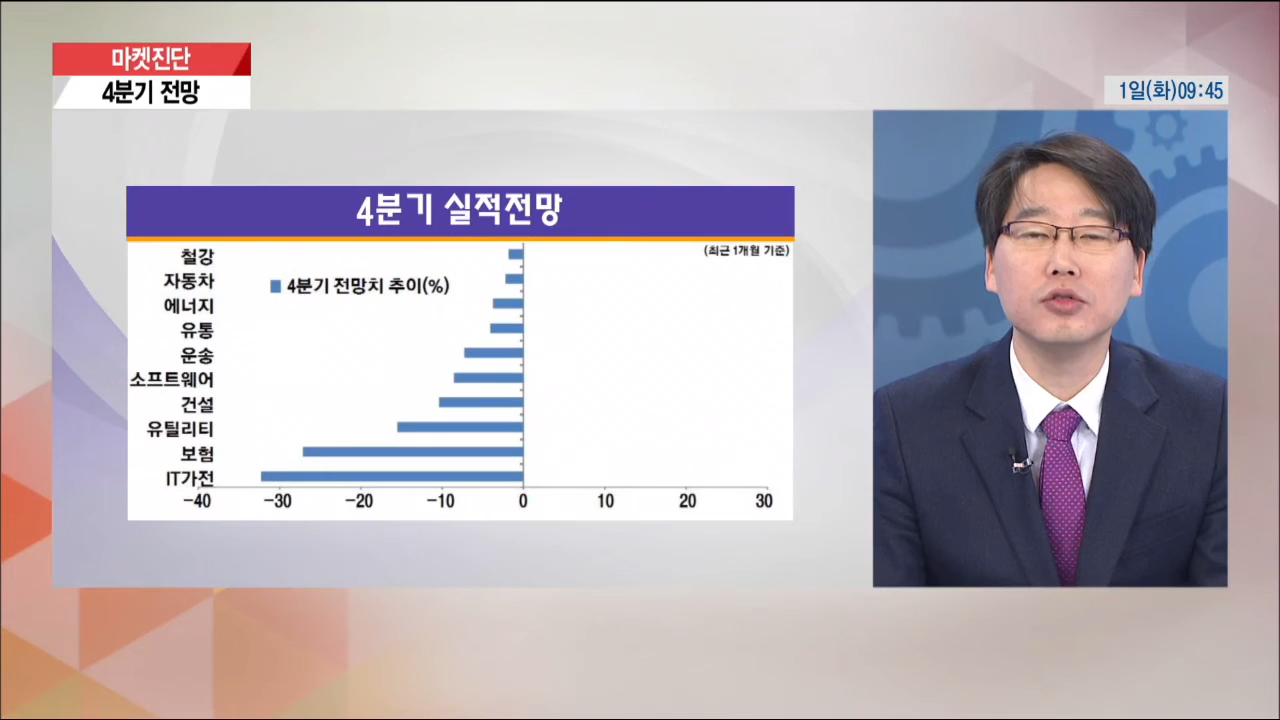 마켓진단
4분기 전망
1일(화)09:45
4분기 실적전망
(최근 1개월 기준)
4분기 전망치 추이(%)
철강
자동차
에너지
유통
운송
소프트웨어
건설
유틸리티
보험
IT가전
-40 -30 -20 -10 0 10 20 30